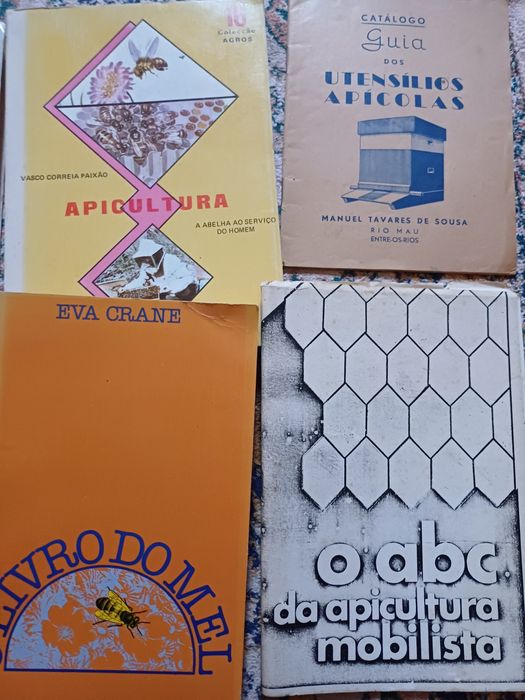 10
Colecção
AGROS
VASCO CORREIA PAIXÃO
APICULTURA
A ABELHA AO SERVIÇO
DO HOMEM
CATÁLOGO
Guia
DOS
UTENSÍLIOS
APÍCOLAS
MANUEL TAVARES DE SOUSA
RIO MAU
ENTRE-OS-RIOS
EVA CRANE
O LIVRO DO MEL
o abc
da apicultura
mobilista